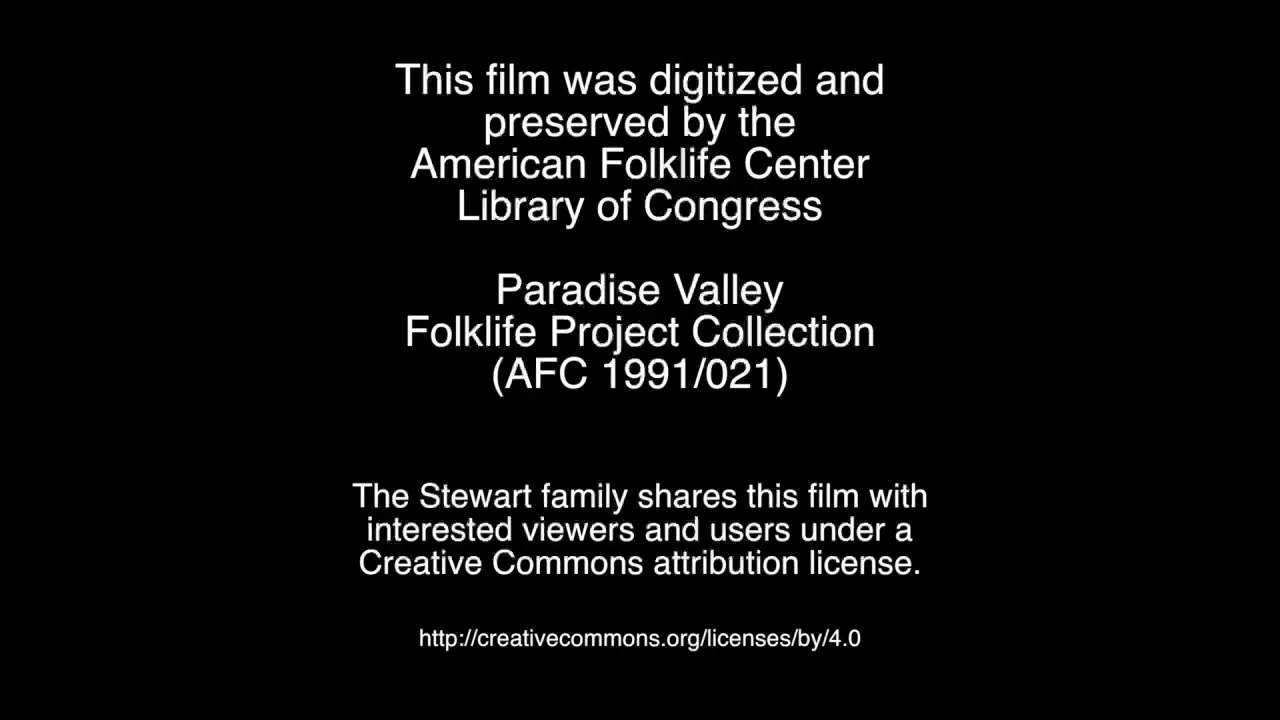 This film was digitized and
preserved by the
American Folklife Center
Library of Congress
Paradise Valley
Folklife Project Collection
(AFC 1991/021)
The Stewart family shares this film with
interested viewers and users under a
Creative Commons attribution license.
http://creativecommons.org/licenses/by/4.0